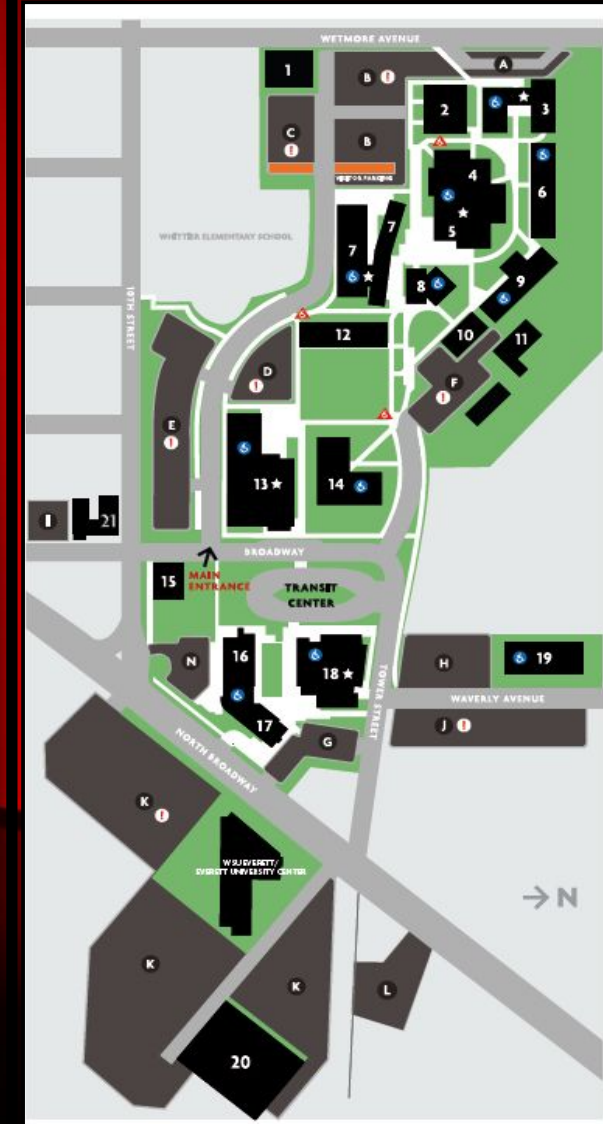 WETMORE AVENUE
A
1
B !
C
!
B
2
3
VISITOR PARKING
4
5
6
WHITTIER ELEMENTARY SCHOOL
7
7
8
9
10TH STREET
10
11
12
D
!
F
!
E
!
13
14
I
21
BROADWAY
MAIN
ENTRANCE
TRANSIT
CENTER
15
N
16
17
18
G
TOWER STREET
H
19
WAVERLY AVENUE
J !
NORTH BROADWAY
K
!
WSU EVERETT/
EVERETT UNIVERSITY CENTER
N
K
K
L
20